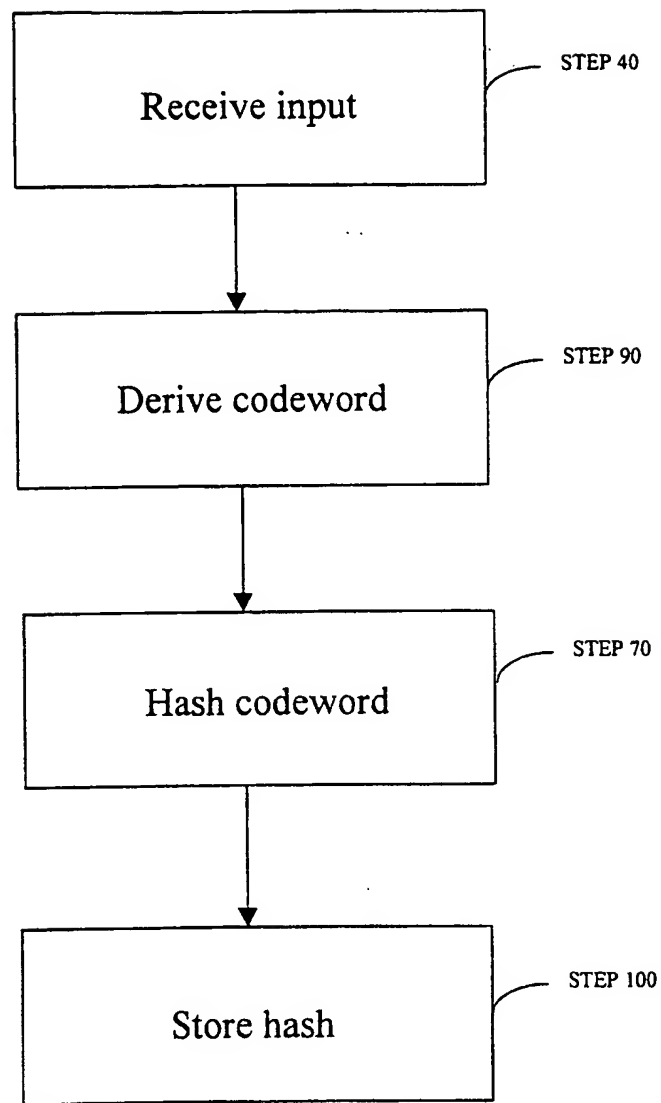 STEP 40
Receive input
STEP 90
Derive codeword
STEP 70
Hash codeword
STEP 100
Store hash